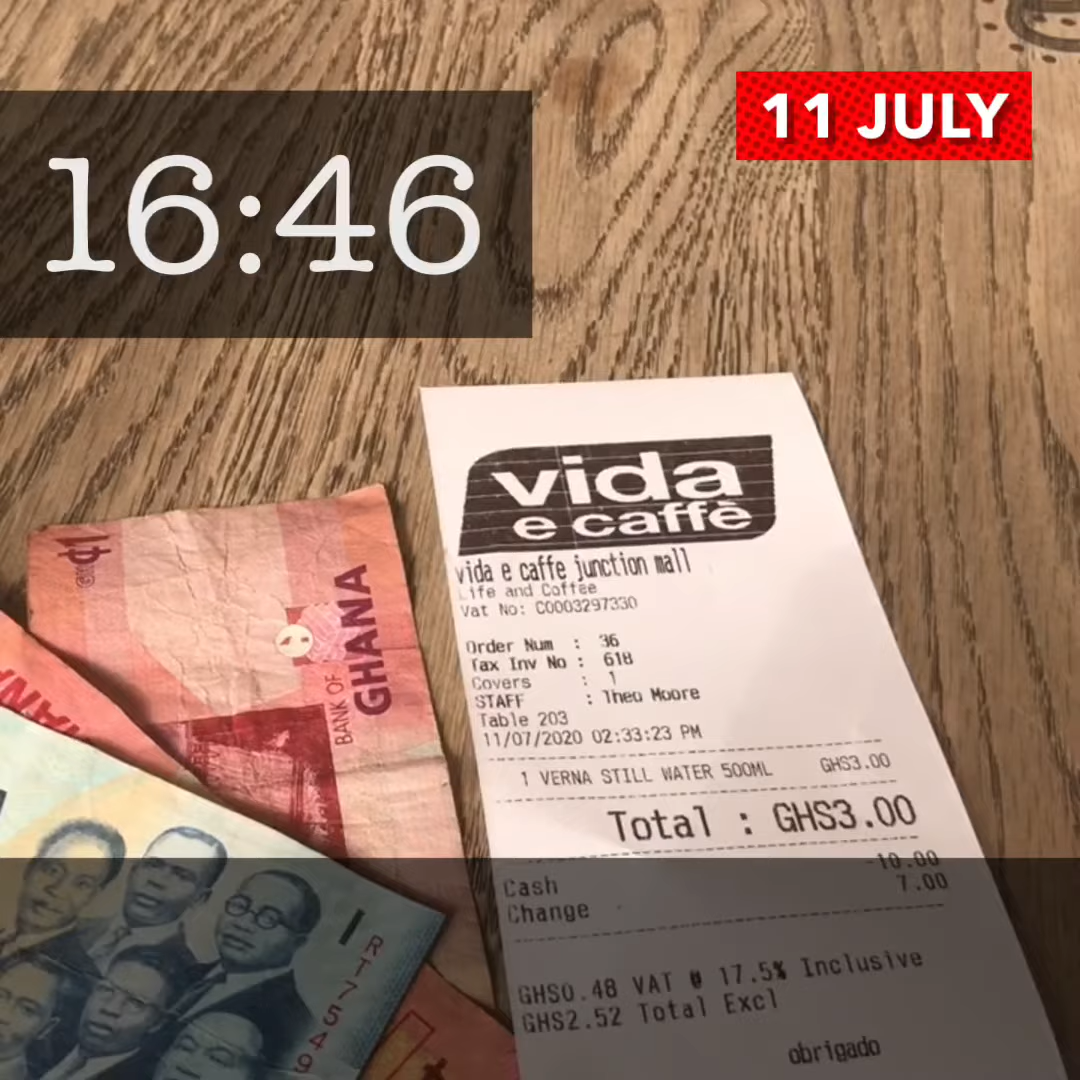 11 JULY
16:46
vida
e caffè
vida e caffe junction mall
Life and Coffee
Vat No: C0003297330
Order Num : 36
Tax Inv No : 618
Covers : 1
STAFF : Theo Moore
Table 203
11/07/2020 02:33:23 PM
1 VERNA STILL WATER 500ML GHS3.00
Total : GHS3.00
Cash -10.00
Change 7.00
GHS0.48 VAT @ 17.5% Inclusive
GHS2.52 Total Excl
obrigado
GH¢1
BANK OF
GHANA
RT7549